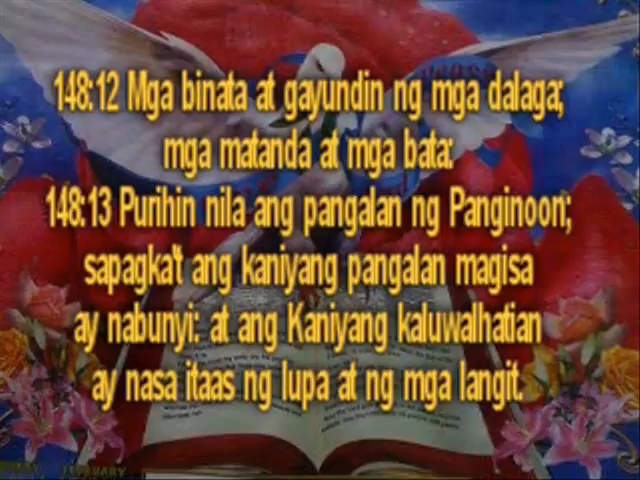 148:12 Mga binata at gayundin ng mga dalaga;
mga matanda at mga bata:
148:13 Purihin nila ang pangalan ng Panginoon;
sapagka't ang kaniyang pangalan magisa
ay nabunyi: at ang Kaniyang kaluwalhatian
ay nasa itaas ng lupa at ng mga langit.